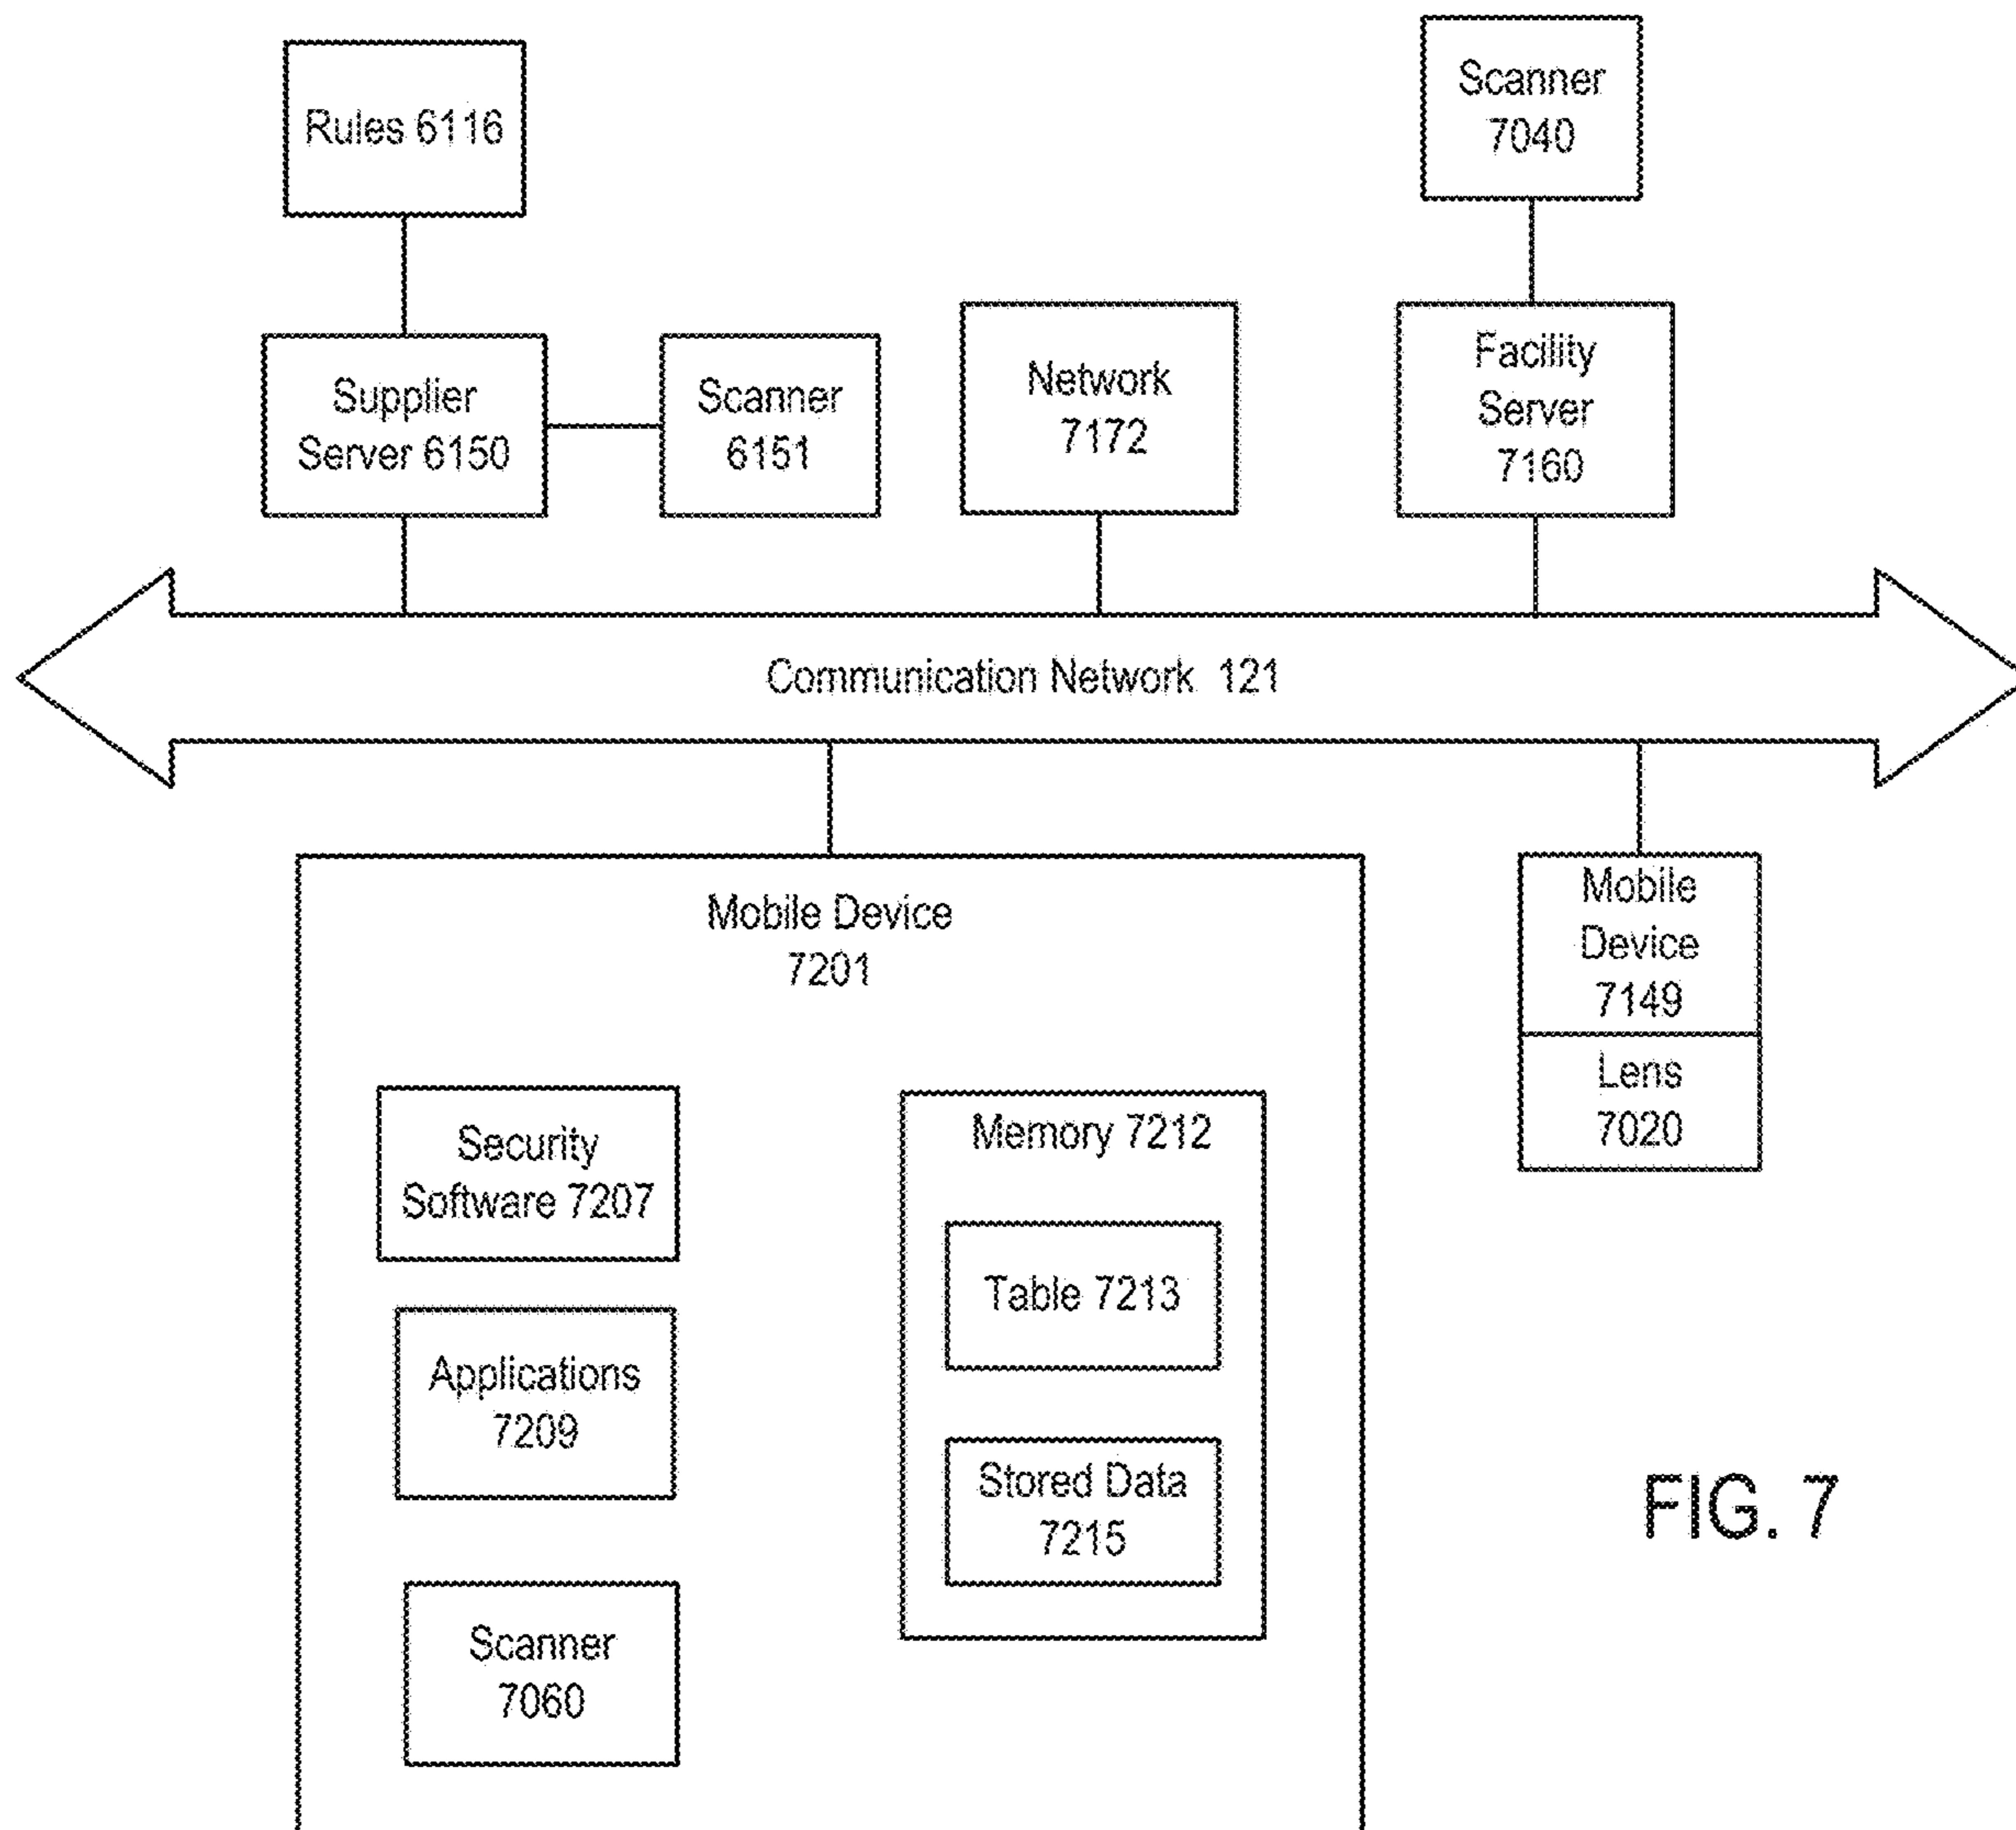 Rules 6116
Scanner
7040
Supplier
Server 6150
Scanner
6151
Network
7172
Facility
Server
7160
Communication Network 121
Mobile Device
7201
Mobile
Device
7149
Lens
7020
Security
Software 7207
Memory 7212
Table 7213
Applications
7209
Stored Data
7215
Scanner
7060
FIG. 7